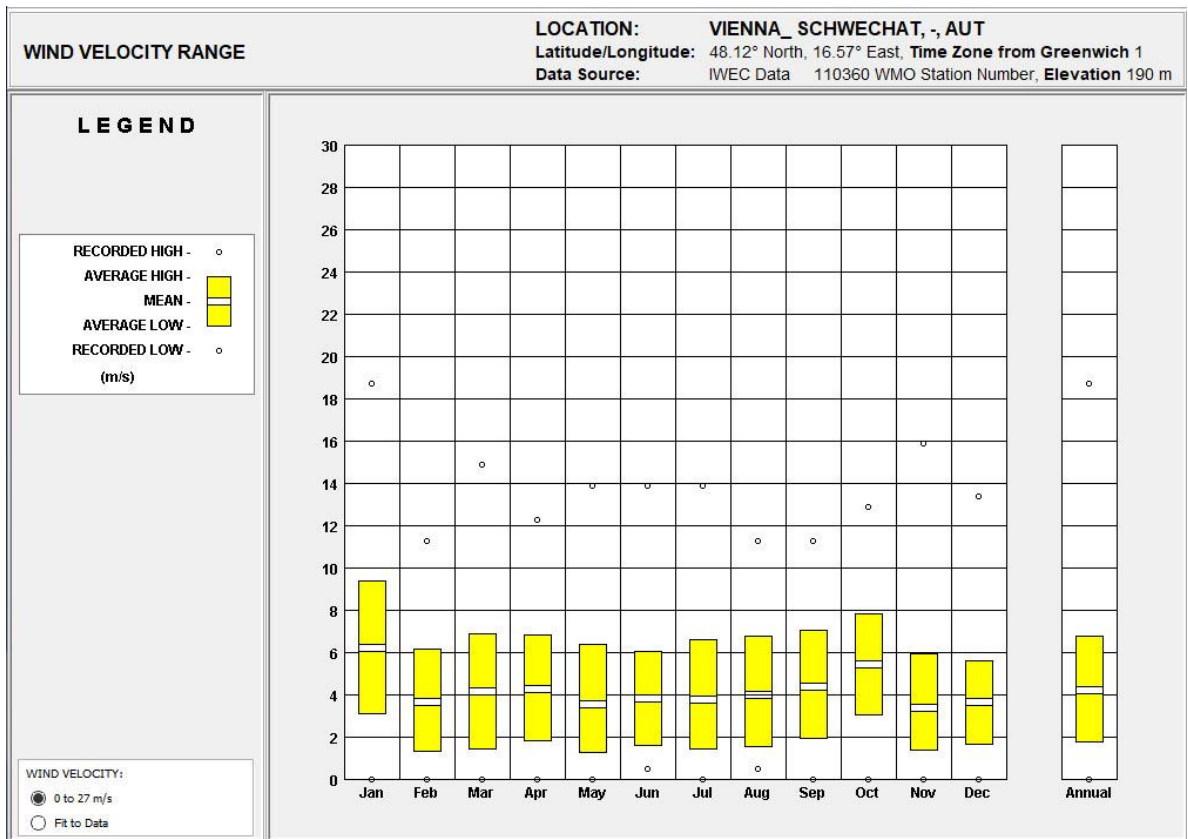 WIND VELOCITY RANGE
LOCATION: VIENNA_ SCHWECHAT, -, AUT
Latitude/Longitude: 48.12° North, 16.57° East, Time Zone from Greenwich 1
Data Source: IWEC Data 110360 WMO Station Number, Elevation 190 m
LEGEND
RECORDED HIGH -
AVERAGE HIGH -
MEAN -
AVERAGE LOW -
RECORDED LOW -
(m/s)
WIND VELOCITY:
0 to 27 m/s
Fit to Data
30
28
26
24
22
20
18
16
14
12
10
8
6
4
2
0
Jan Feb Mar Apr May Jun Jul Aug Sep Oct Nov Dec Annual